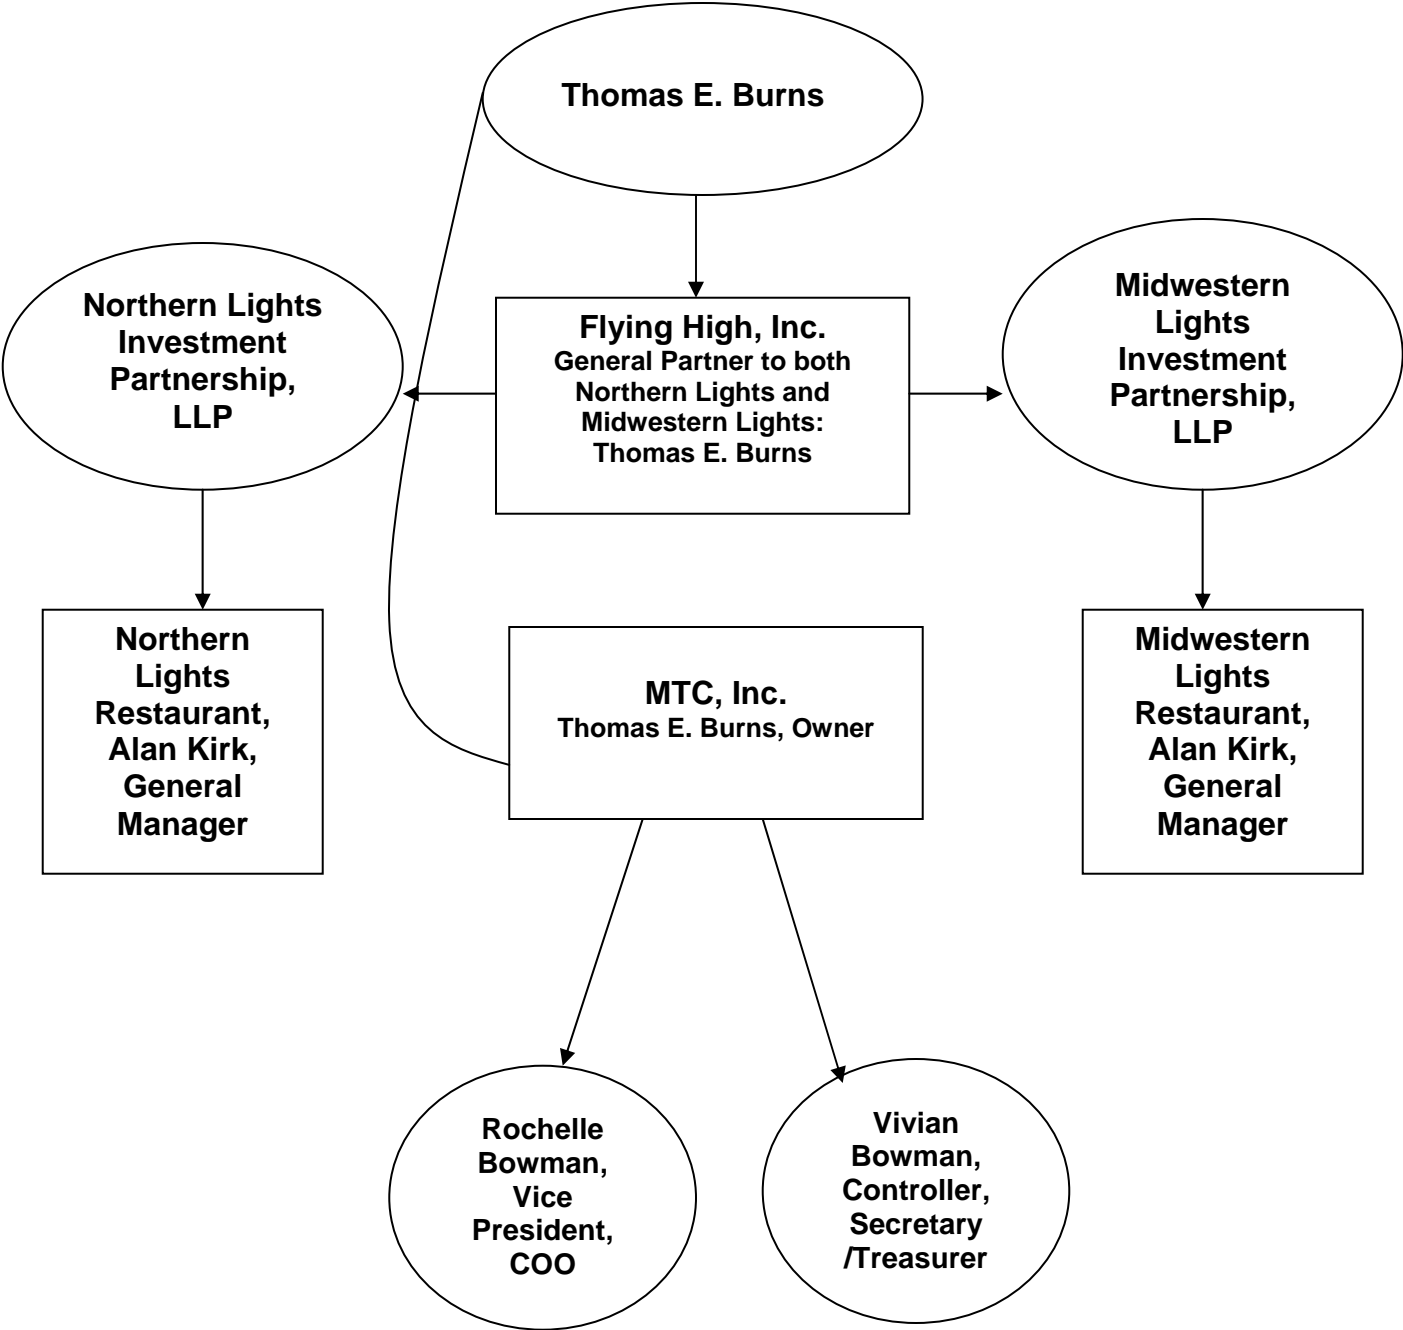 Thomas E. Burns
Northern Lights
Investment
Partnership,
LLP
Flying High, Inc.
General Partner to both
Northern Lights and
Midwestern Lights:
Thomas E. Burns
Midwestern
Lights
Investment
Partnership,
LLP
Northern
Lights
Restaurant,
Alan Kirk,
General
Manager
MTC, Inc.
Thomas E. Burns, Owner
Midwestern
Lights
Restaurant,
Alan Kirk,
General
Manager
Rochelle
Bowman,
Vice
President,
COO
Vivian
Bowman,
Controller,
Secretary
/Treasurer